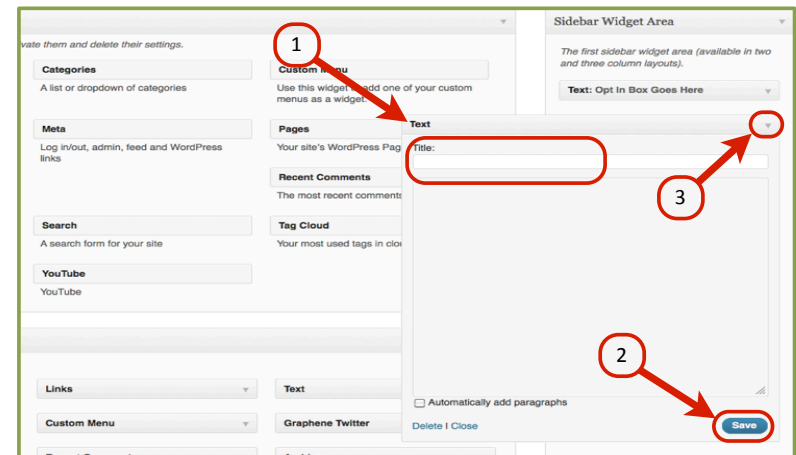 Sidebar Widget Area
vate them and delete their settings.
The first sidebar widget area (available in two
and three column layouts).
Categories
A list or dropdown of categories
Custom Menu
Use this widget to add one of your custom
menus as a widget.
Text: Opt In Box Goes Here
Meta
Log in/out, admin, feed and WordPress
links
Pages
Your site's WordPress Pag
Recent Comments
The most recent comments
Search
A search form for your site
Tag Cloud
Your most used tags in clou
YouTube
YouTube
Links
Text
Custom Menu
Graphene Twitter
1
Text
Title:
3
2
Automatically add paragraphs
Delete | Close
Save